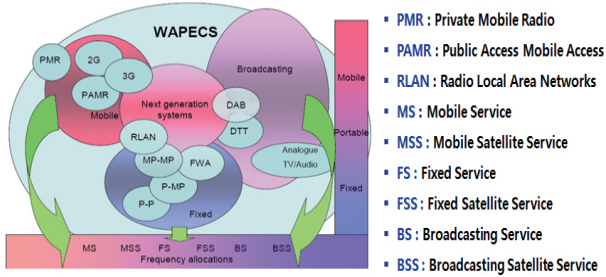 WAPECS
PMR
2G
3G
PAMR
Mobile
Broadcasting
Next generation
systems
DAB
DTT
RLAN
MP-MP
FWA
P-MP
P-P
Fixed
Analogue
TV/Audio
Mobile
Portable
Fixed
MS MSS FS FSS BS BSS
Frequency allocations
▪ PMR : Private Mobile Radio
▪ PAMR : Public Access Mobile Access
▪ RLAN : Radio Local Area Networks
▪ MS : Mobile Service
▪ MSS : Mobile Satellite Service
▪ FS : Fixed Service
▪ FSS : Fixed Satellite Service
▪ BS : Broadcasting Service
▪ BSS : Broadcasting Satellite Service